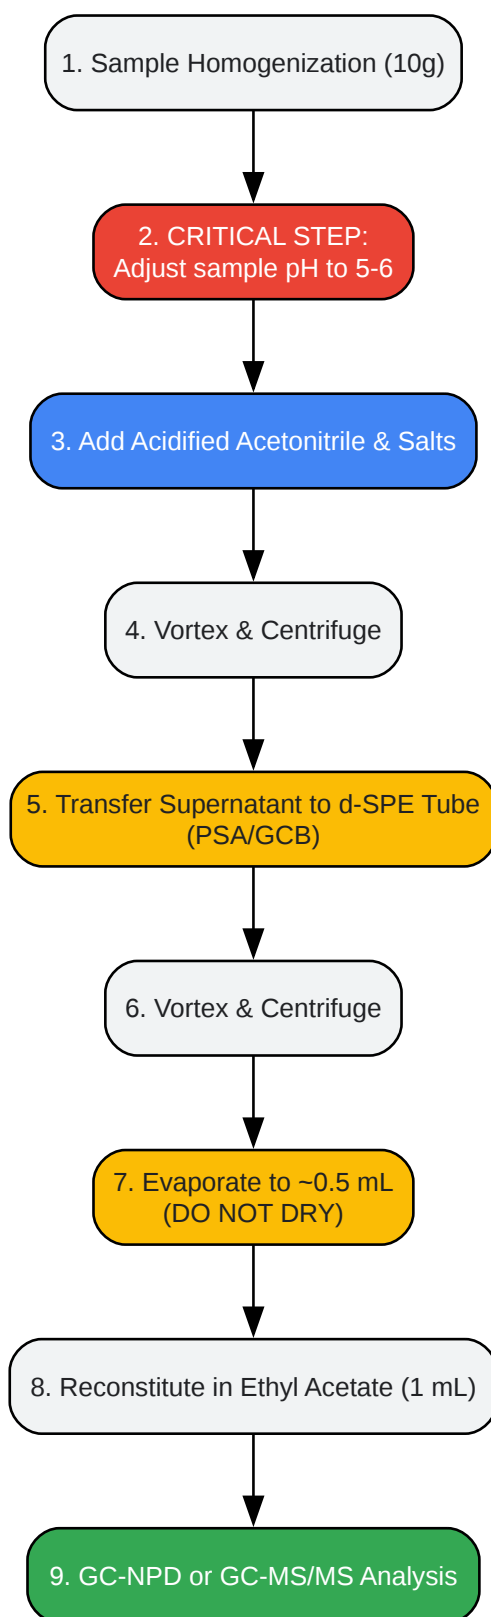 1. Sample Homogenization (10g)
2. CRITICAL STEP:
Adjust sample pH to 5-6
3. Add Acidified Acetonitrile & Salts
4. Vortex & Centrifuge
5. Transfer Supernatant to d-SPE Tube
(PSA/GCB)
6. Vortex & Centrifuge
7. Evaporate to ~0.5 mL
(DO NOT DRY)
8. Reconstitute in Ethyl Acetate (1 mL)
9. GC-NPD or GC-MS/MS Analysis